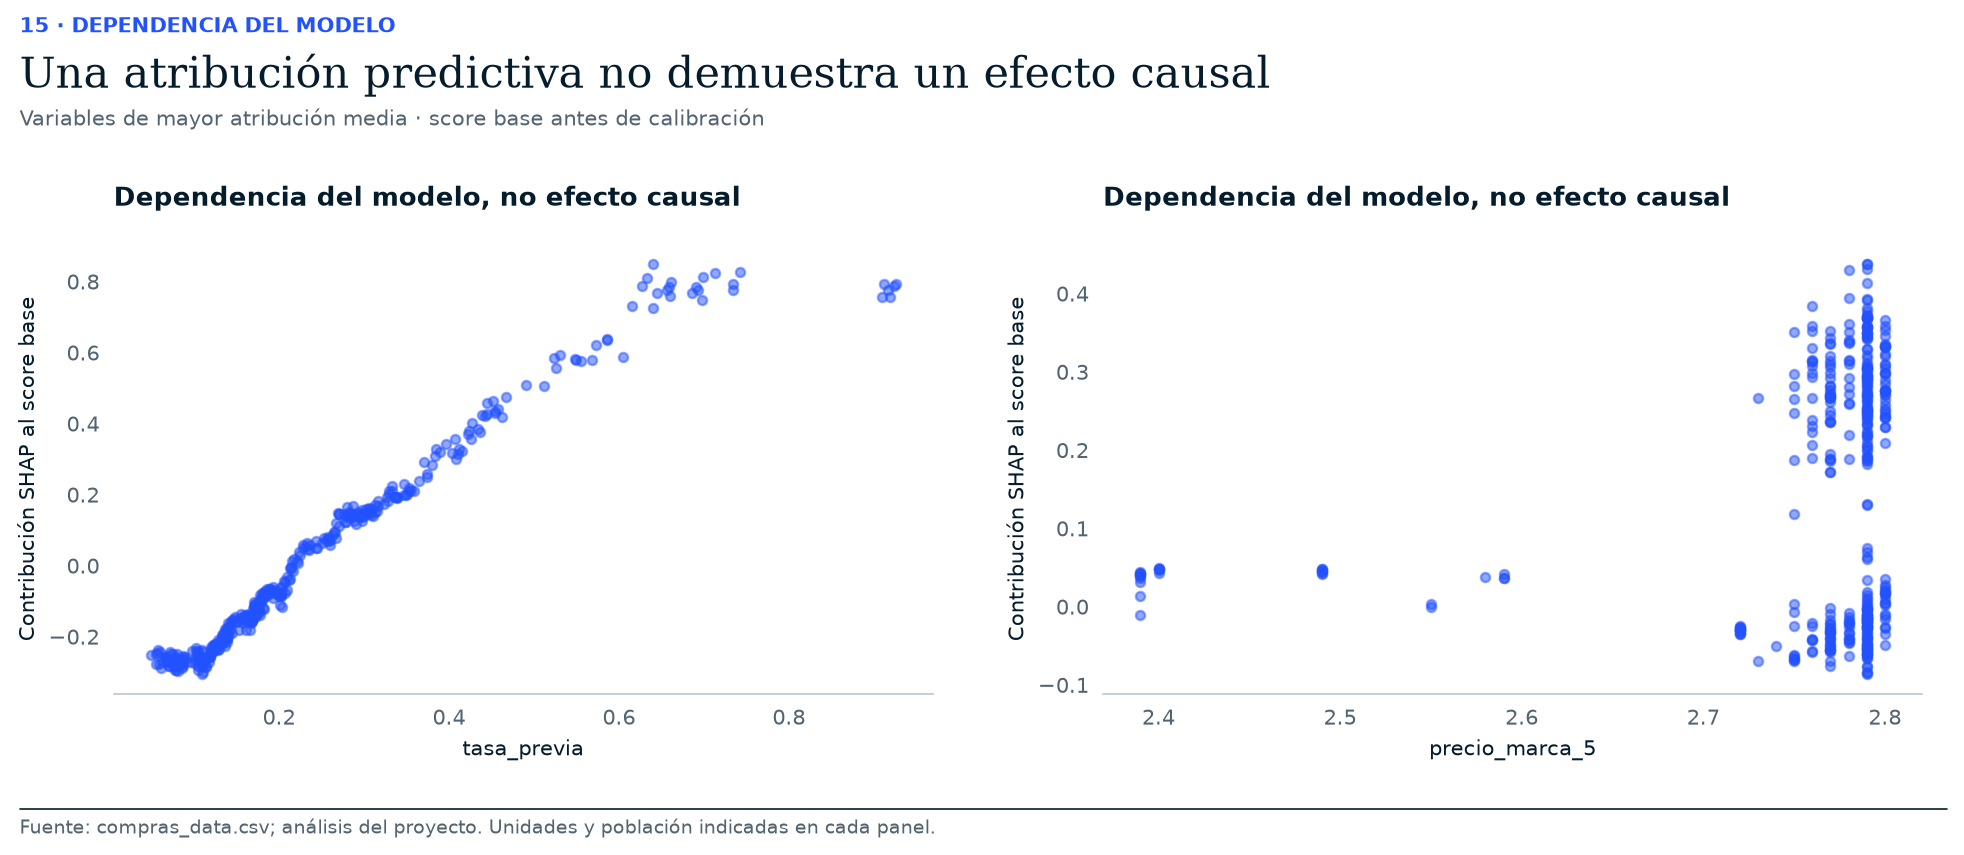 15 · DEPENDENCIA DEL MODELO
Una atribución predictiva no demuestra un efecto causal
Variables de mayor atribución media · score base antes de calibración
Dependencia del modelo, no efecto causal
Contribución SHAP al score base
0.8
0.6
0.4
0.2
0.0
−0.2
0.2
0.4
0.6
0.8
tasa_previa
Dependencia del modelo, no efecto causal
Contribución SHAP al score base
0.4
0.3
0.2
0.1
0.0
−0.1
2.4
2.5
2.6
2.7
2.8
precio_marca_5
Fuente: compras_data.csv; análisis del proyecto. Unidades y población indicadas en cada panel.